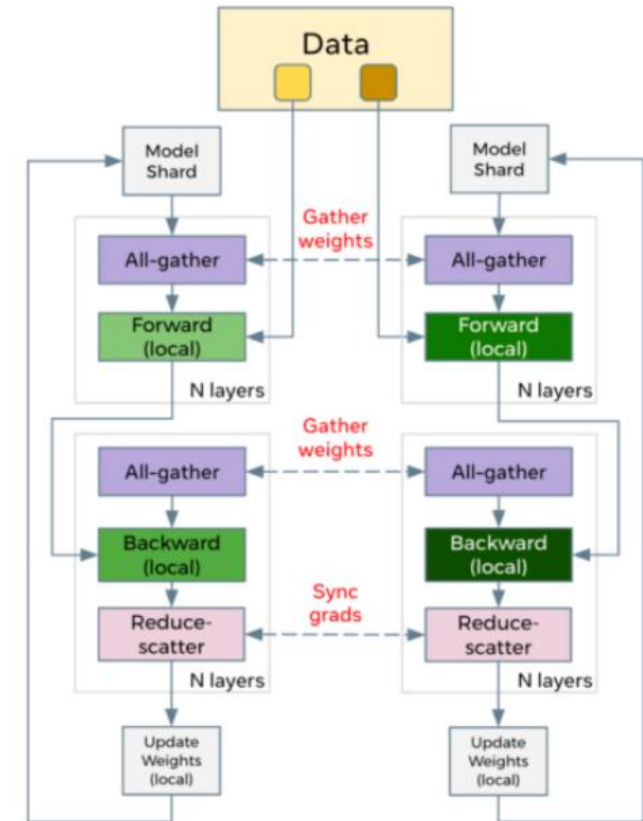 Data
Model
Shard
Model
Shard
Gather
weights
All-gather
All-gather
Forward
(local)
Forward
(local)
N layers
N layers
Gather
weights
All-gather
All-gather
Backward
(local)
Backward
(local)
Sync
grads
Reduce-
scatter
Reduce-
scatter
N layers
N layers
Update
Weights
(local)
Update
Weights
(local)